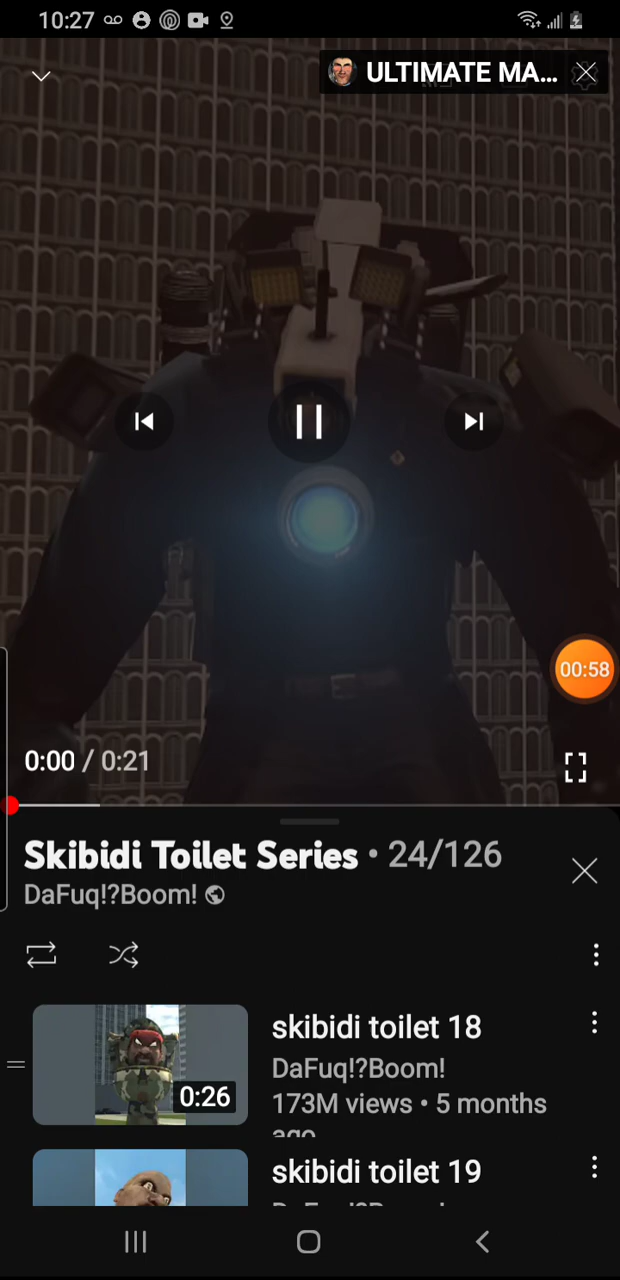 10:27
ULTIMATE MA...
00:58
0:00 / 0:21
Skibidi Toilet Series • 24/126
DaFuq!?Boom!
skibidi toilet 18
DaFuq!?Boom!
173M views • 5 months
ago
0:26
skibidi toilet 19